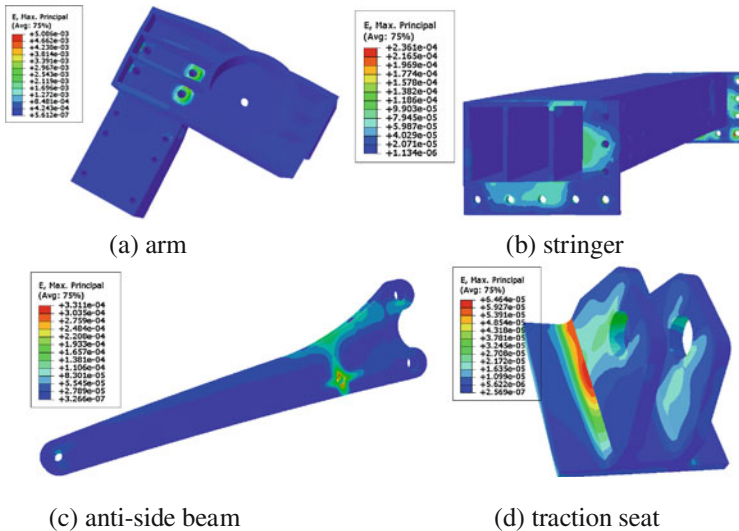 E, Max. Principal
(Avg: 75%)
+5.086e-03
+4.662e-03
+4.238e-03
+3.814e-03
+3.391e-03
+2.967e-03
+2.543e-03
+2.119e-03
+1.696e-03
+1.272e-03
+8.481e-04
+4.243e-04
+5.612e-07
(a) arm
E, Max. Principal
(Avg: 75%)
+2.361e-04
+2.165e-04
+1.969e-04
+1.774e-04
+1.578e-04
+1.382e-04
+1.186e-04
+9.903e-05
+7.945e-05
+5.987e-05
+4.029e-05
+2.071e-05
+1.134e-06
(b) stringer
E, Max. Principal
(Avg: 75%)
+3.311e-04
+3.035e-04
+2.759e-04
+2.484e-04
+2.208e-04
+1.933e-04
+1.657e-04
+1.381e-04
+1.106e-04
+8.301e-05
+5.545e-05
+2.789e-05
+3.266e-07
(c) anti-side beam
E, Max. Principal
(Avg: 75%)
+6.464e-05
+5.927e-05
+5.391e-05
+4.854e-05
+4.318e-05
+3.781e-05
+3.245e-05
+2.708e-05
+2.172e-05
+1.635e-05
+1.099e-05
+5.622e-06
+2.569e-07
(d) traction seat